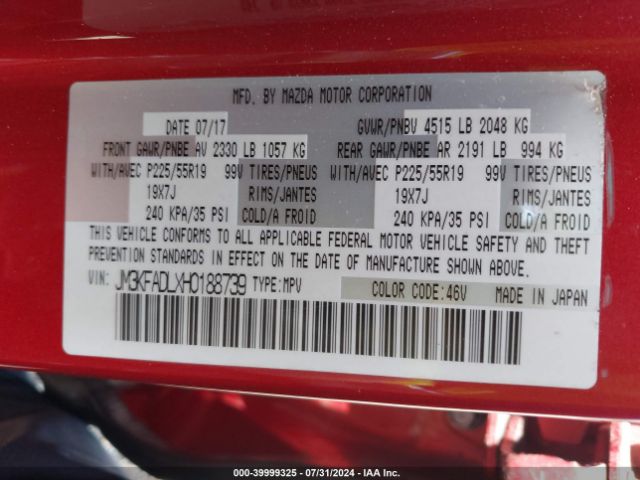 MFD. BY MAZDA MOTOR CORPORATION
DATE 07/17 GVWR/PNBV 4515 LB 2048 KG
FRONT GAWR/PNBE AV 2330 LB 1057 KG REAR GAWR/PNBE AR 2191 LB 994 KG
WITH/AVEC P225/55R19 99V TIRES/PNEUS WITH/AVEC P225/55R19 99V TIRES/PNEUS
19X7J RIMS/JANTES 19X7J RIMS/JANTES
240 KPA/35 PSI COLD/A FROID 240 KPA/35 PSI COLD/A FROID
THIS VEHICLE CONFORMS TO ALL APPLICABLE FEDERAL MOTOR VEHICLE SAFETY AND THEFT
PREVENTION STANDARDS IN EFFECT ON THE DATE OF MANUFACTURE SHOWN ABOVE.
VIN: JM3KFADLXH0188739 TYPE:MPV COLOR CODE:46V MADE IN JAPAN
000-39999325 - 07/31/2024 - IAA Inc.